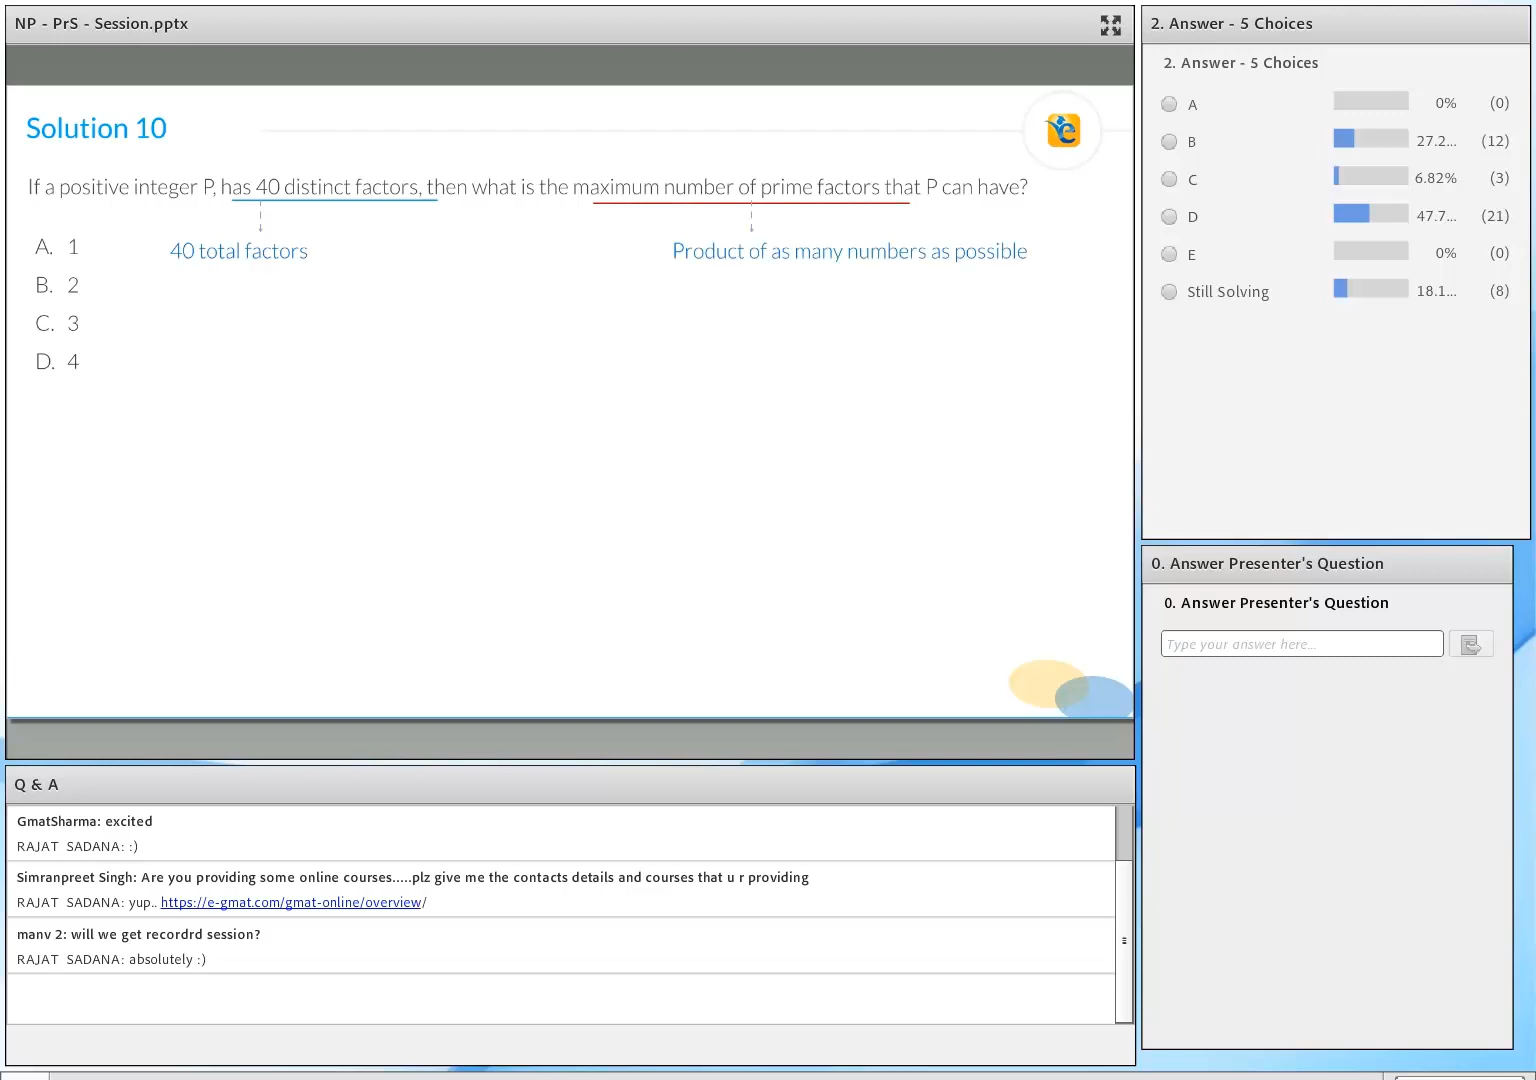 NP - PrS - Session.pptx
Solution 10
If a positive integer P, has 40 distinct factors, then what is the maximum number of prime factors that P can have?
40 total factors
Product of as many numbers as possible
A. 1
B. 2
C. 3
D. 4
2. Answer - 5 Choices
2. Answer - 5 Choices
A 0% (0)
B 27.2... (12)
C 6.82% (3)
D 47.7... (21)
E 0% (0)
Still Solving 18.1... (8)
0. Answer Presenter's Question
0. Answer Presenter's Question
Type your answer here...
Q & A
GmatSharma: excited
RAJAT SADANA: :)
Simranpreet Singh: Are you providing some online courses.....plz give me the contacts details and courses that u r providing
RAJAT SADANA: yup.. https://e-gmat.com/gmat-online/overview/
manv 2: will we get recordrd session?
RAJAT SADANA: absolutely :)